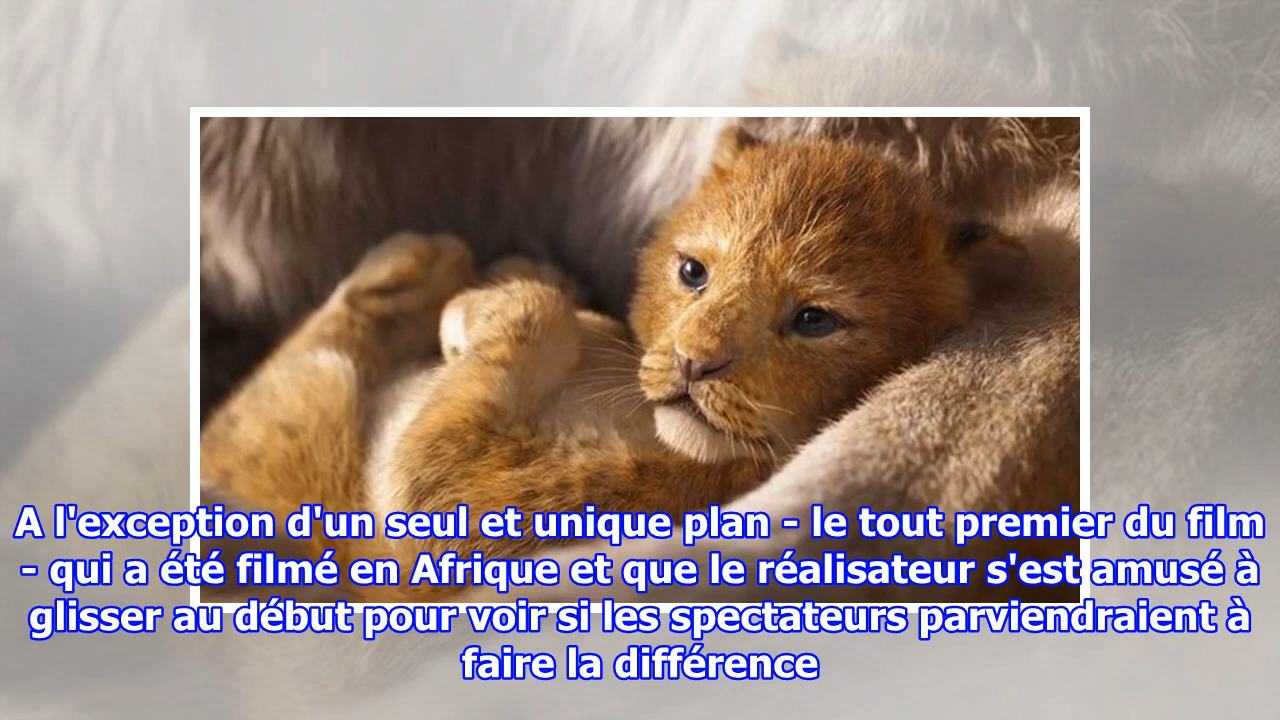 A l'exception d'un seul et unique plan - le tout premier du film
- qui a été filmé en Afrique et que le réalisateur s'est amusé à
glisser au début pour voir si les spectateurs parviendraient à
faire la différence